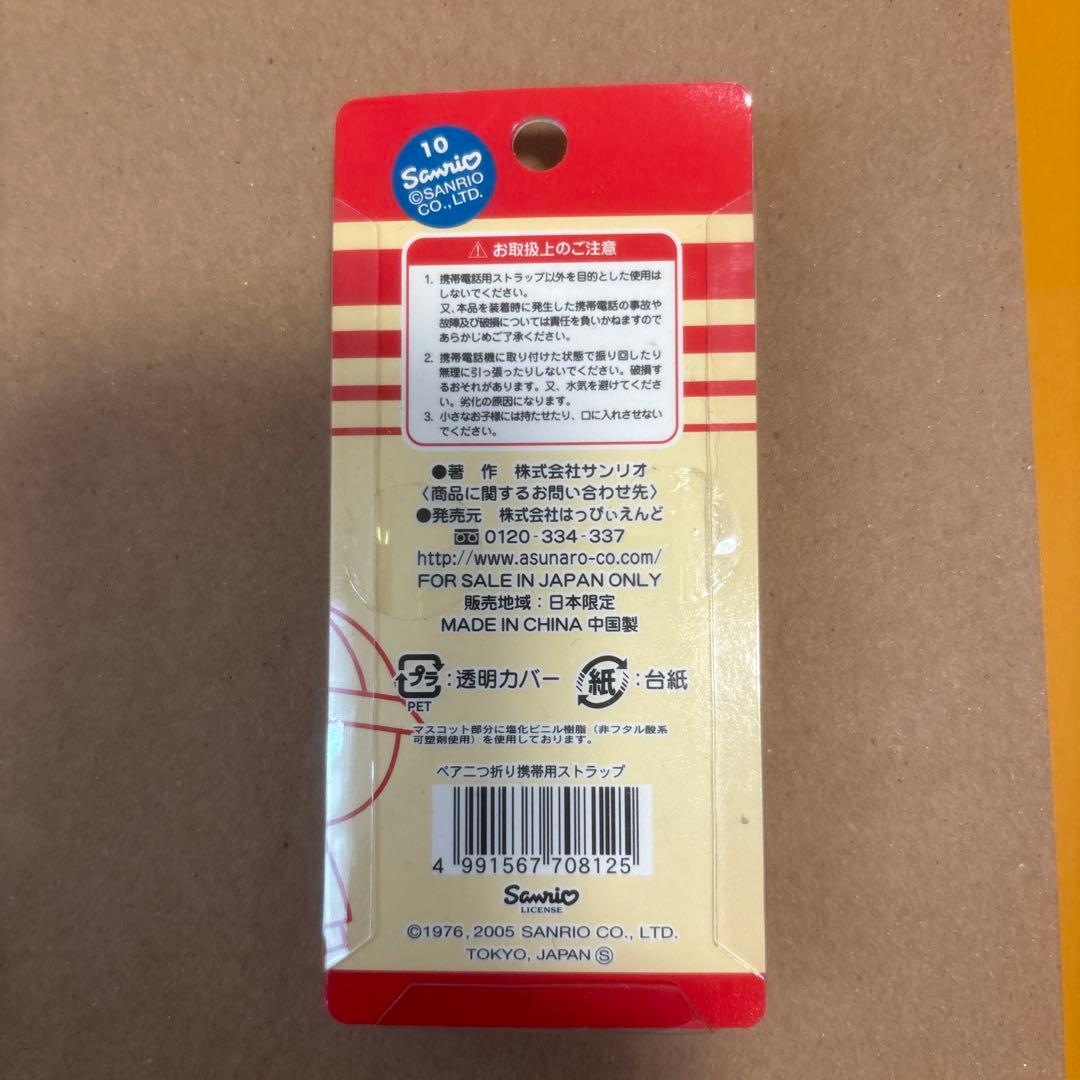 10
Sanrio
©SANRIO
CO., LTD.
⚠ お取扱上のご注意
1. 携帯電話用ストラップ以外を目的とした使用は
しないでください。
又、本品を装着時に発生した携帯電話の事故や
故障及び破損については責任を負いかねますので
あらかじめご了承ください。
2. 携帯電話機に取り付けた状態で振り回したり
無理に引っ張ったりしないでください。破損す
るおそれがあります。又、水気を避けてくださ
い。劣化の原因になります。
3. 小さなお子様には持たせたり、口に入れさせない
でください。
●著 作 株式会社サンリオ
〈商品に関するお問い合わせ先〉
●発売元 株式会社はっぴぃえんど
0120-334-337
http://www.asunaro-co.com/
FOR SALE IN JAPAN ONLY
販売地域：日本限定
MADE IN CHINA 中国製
プラ：透明カバー 紙：台紙
PET
マスコット部分に塩化ビニル樹脂（非フタル酸系
可塑剤使用）を使用しております。
ペア二つ折り携帯用ストラップ
4 991567 708125
Sanrio
LICENSE
©1976, 2005 SANRIO CO., LTD.
TOKYO, JAPAN Ⓢ